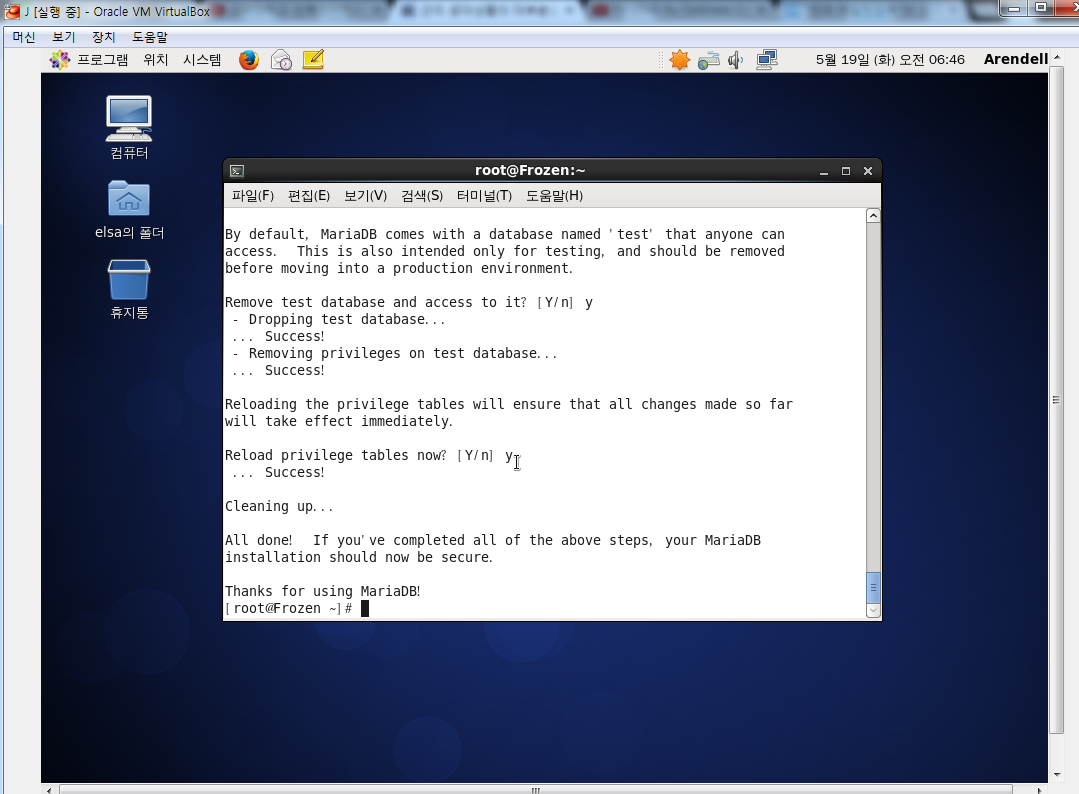 J [실행 중] - Oracle VM VirtualBox
머신 보기 장치 도움말
프로그램 위치 시스템 5월 19일 (화) 오전 06:46 Arendell
컴퓨터
elsa의 폴더
휴지통
root@Frozen:~
파일(F) 편집(E) 보기(V) 검색(S) 터미널(T) 도움말(H)
By default, MariaDB comes with a database named 'test' that anyone can
access. This is also intended only for testing, and should be removed
before moving into a production environment.
Remove test database and access to it? [Y/n] y
- Dropping test database...
... Success!
- Removing privileges on test database...
... Success!
Reloading the privilege tables will ensure that all changes made so far
will take effect immediately.
Reload privilege tables now? [Y/n] y
... Success!
Cleaning up...
All done! If you've completed all of the above steps, your MariaDB
installation should now be secure.
Thanks for using MariaDB!
[root@Frozen ~]#